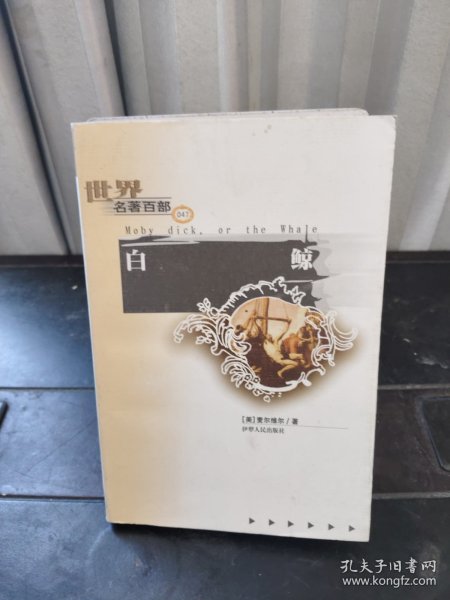 世界
名著百部
047
Moby dick, or the Whale
白 鲸
[美]麦尔维尔/著
伊犁人民出版社
孔夫子旧书网
www.kongfz.com